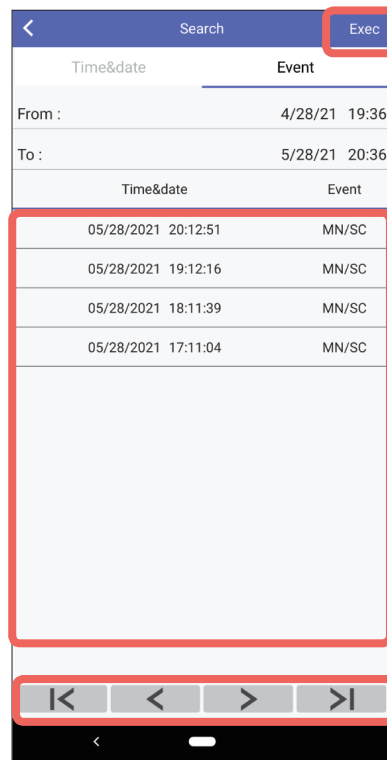 Search Exec
Time&date Event
From : 4/28/21 19:36
To : 5/28/21 20:36
Time&date Event
05/28/2021 20:12:51 MN/SC
05/28/2021 19:12:16 MN/SC
05/28/2021 18:11:39 MN/SC
05/28/2021 17:11:04 MN/SC